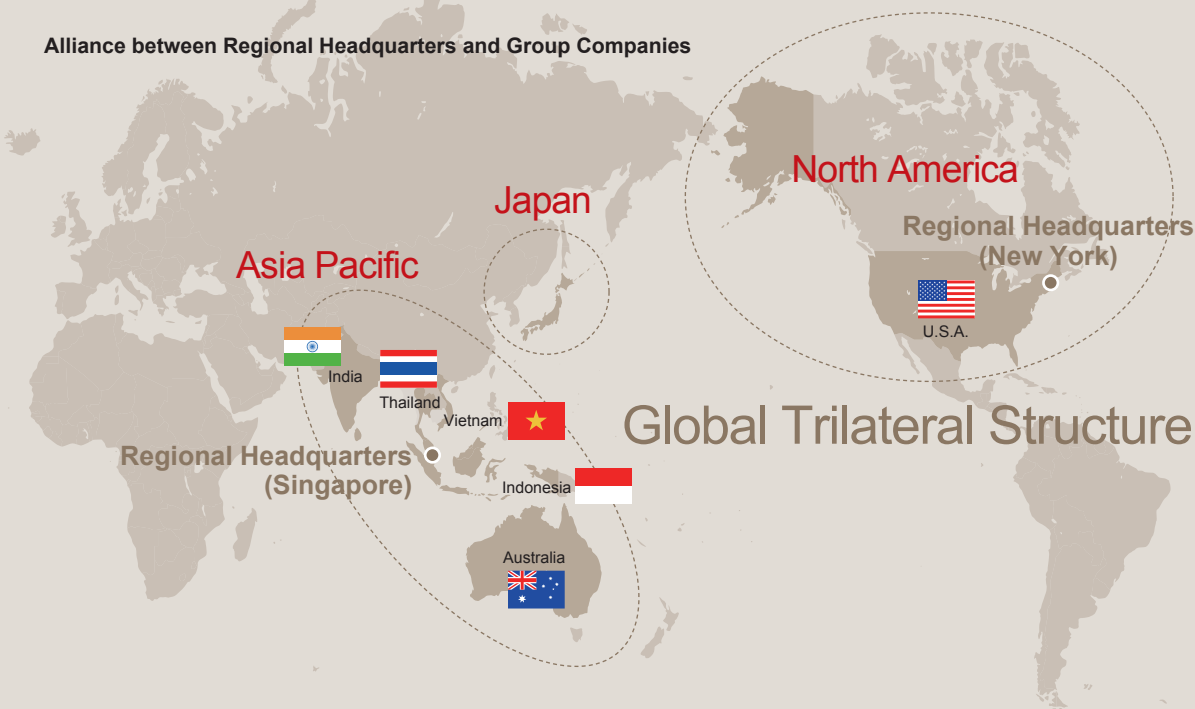 Alliance between Regional Headquarters and Group Companies
North America
Japan
Regional Headquarters
(New York)
Asia Pacific
U.S.A.
India
Thailand
Vietnam
Global Trilateral Structure
Regional Headquarters
(Singapore)
Indonesia
Australia